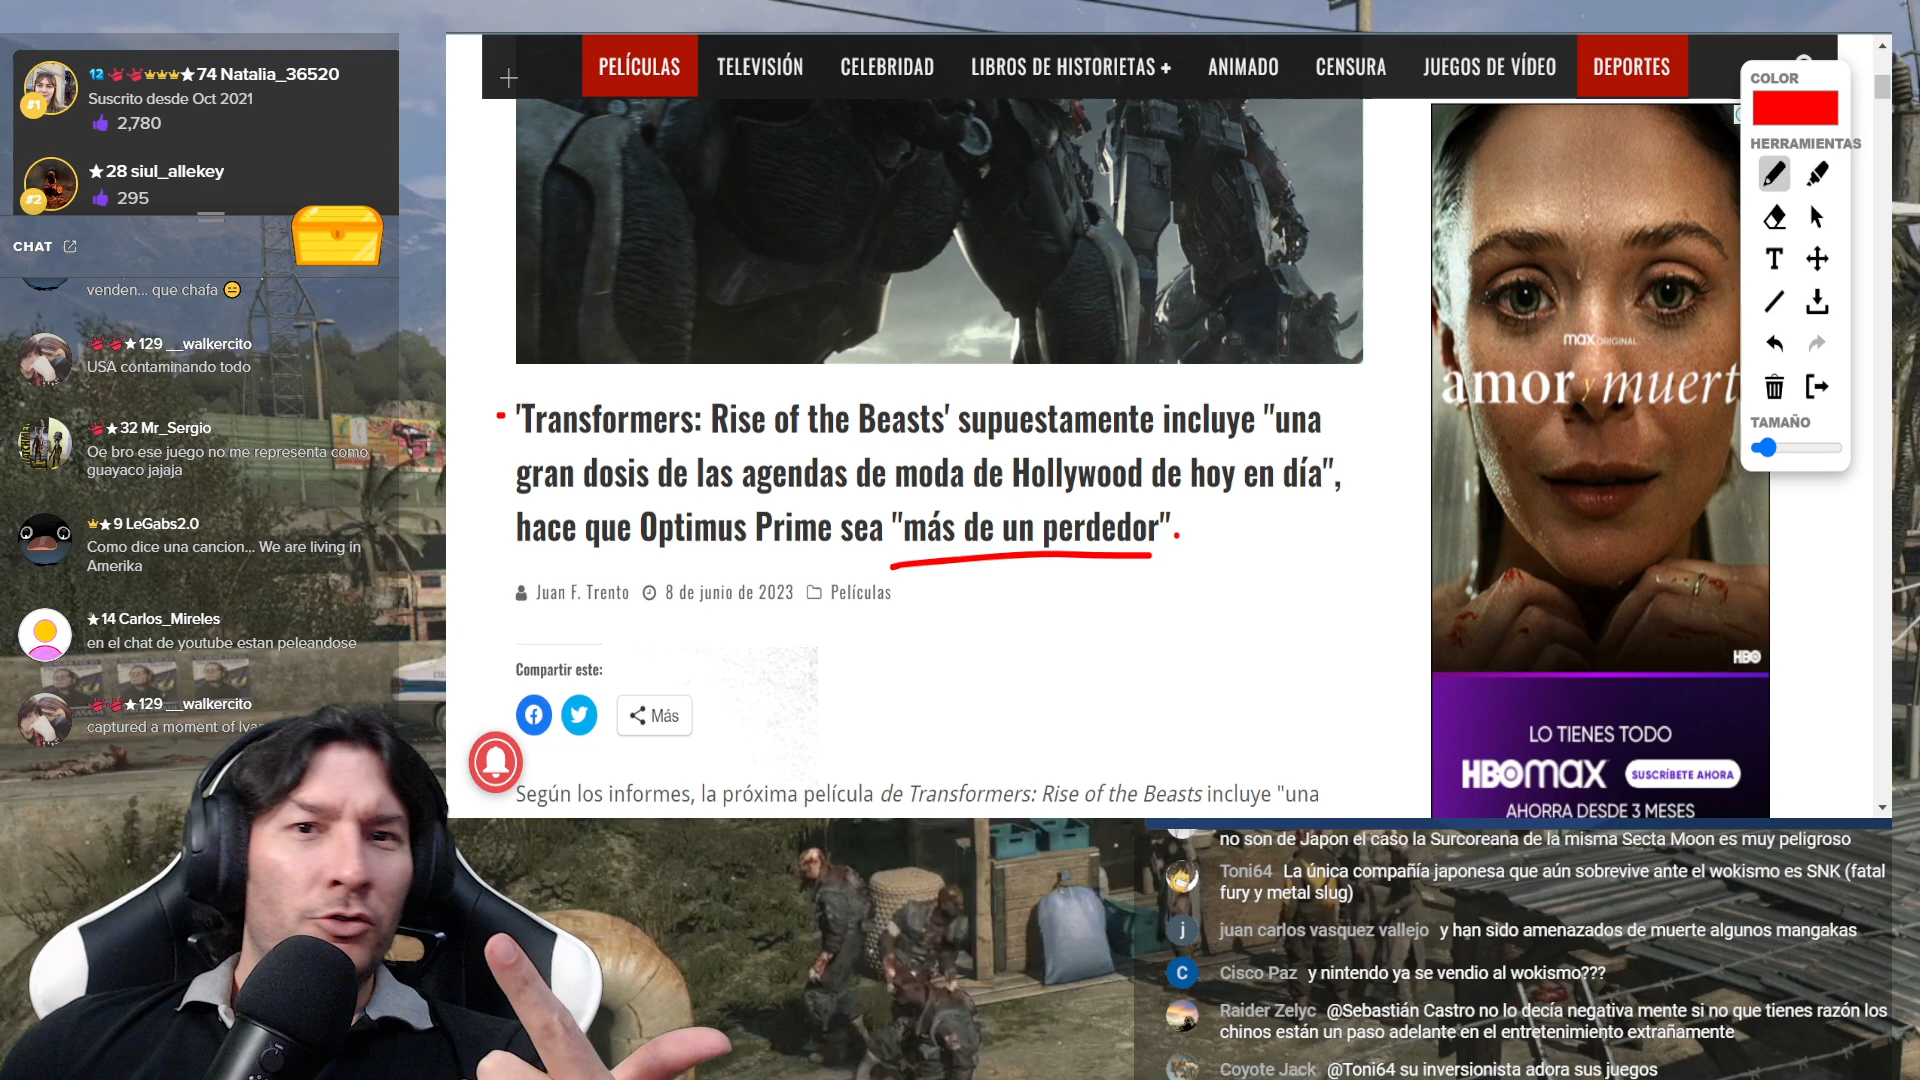 #1
12 ★74 Natalia_36520
Suscrito desde Oct 2021
2,780
#2
★28 siul_allekey
295
CHAT
venden... que chafa
★129 __walkercito
USA contaminando todo
★32 Mr_Sergio
Oe bro ese juego no me representa como
guayaco jajaja
★9 LeGabs2.0
Como dice una cancion... We are living in
Amerika
★14 Carlos_Mireles
en el chat de youtube estan peleandose
★129 __walkercito
captured a moment of
PELÍCULAS
TELEVISIÓN
CELEBRIDAD
LIBROS DE HISTORIETAS +
ANIMADO
CENSURA
JUEGOS DE VÍDEO
DEPORTES
'Transformers: Rise of the Beasts' supuestamente incluye "una
gran dosis de las agendas de moda de Hollywood de hoy en día",
hace que Optimus Prime sea "más de un perdedor"
Juan F. Trento 8 de junio de 2023 Películas
Compartir este:
Más
Según los informes, la próxima película de Transformers: Rise of the Beasts incluye "una
COLOR
HERRAMIENTAS
T
TAMAÑO
max ORIGINAL
amor y muert
HBO
LO TIENES TODO
HBOmax SUSCRÍBETE AHORA
AHORRA DESDE 3 MESES
no son de Japon el caso la Surcoreana de la misma Secta Moon es muy peligroso
Toni64 La única compañía japonesa que aún sobrevive ante el wokismo es SNK (fatal
fury y metal slug)
j juan carlos vasquez vallejo y han sido amenazados de muerte algunos mangakas
C Cisco Paz y nintendo ya se vendio al wokismo???
Raider Zelyc @Sebastián Castro no lo decía negativa mente si no que tienes razón los
chinos están un paso adelante en el entretenimiento extrañamente
Coyote Jack @Toni64 su inversionista adora sus juegos